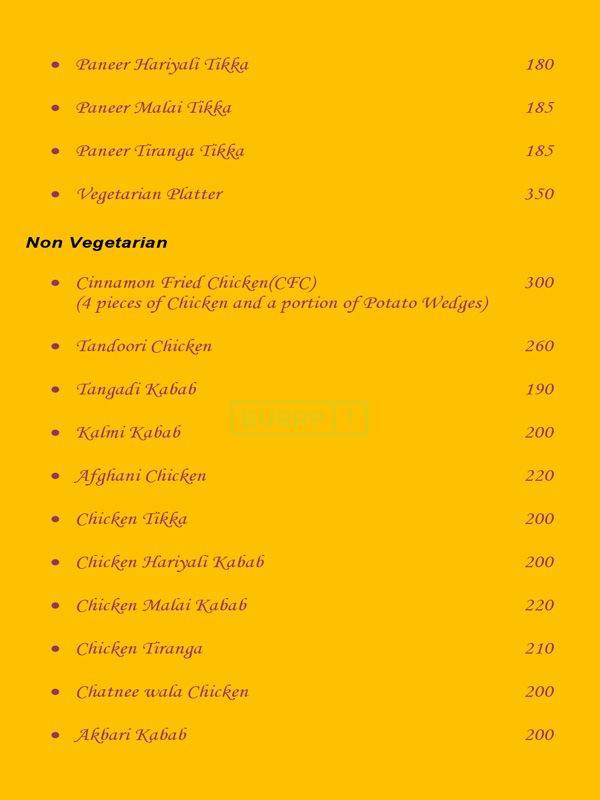 • Paneer Hariyali Tikka 180
• Paneer Malai Tikka 185
• Paneer Tiranga Tikka 185
• Vegetarian Platter 350
Non Vegetarian
• Cinnamon Fried Chicken(CFC) 300
(4 pieces of Chicken and a portion of Potato Wedges)
• Tandoori Chicken 260
• Tangadi Kabab 190
BURRP!
• Kalmi Kabab 200
• Afghani Chicken 220
• Chicken Tikka 200
• Chicken Hariyali Kabab 200
• Chicken Malai Kabab 220
• Chicken Tiranga 210
• Chatnee wala Chicken 200
• Akbari Kabab 200